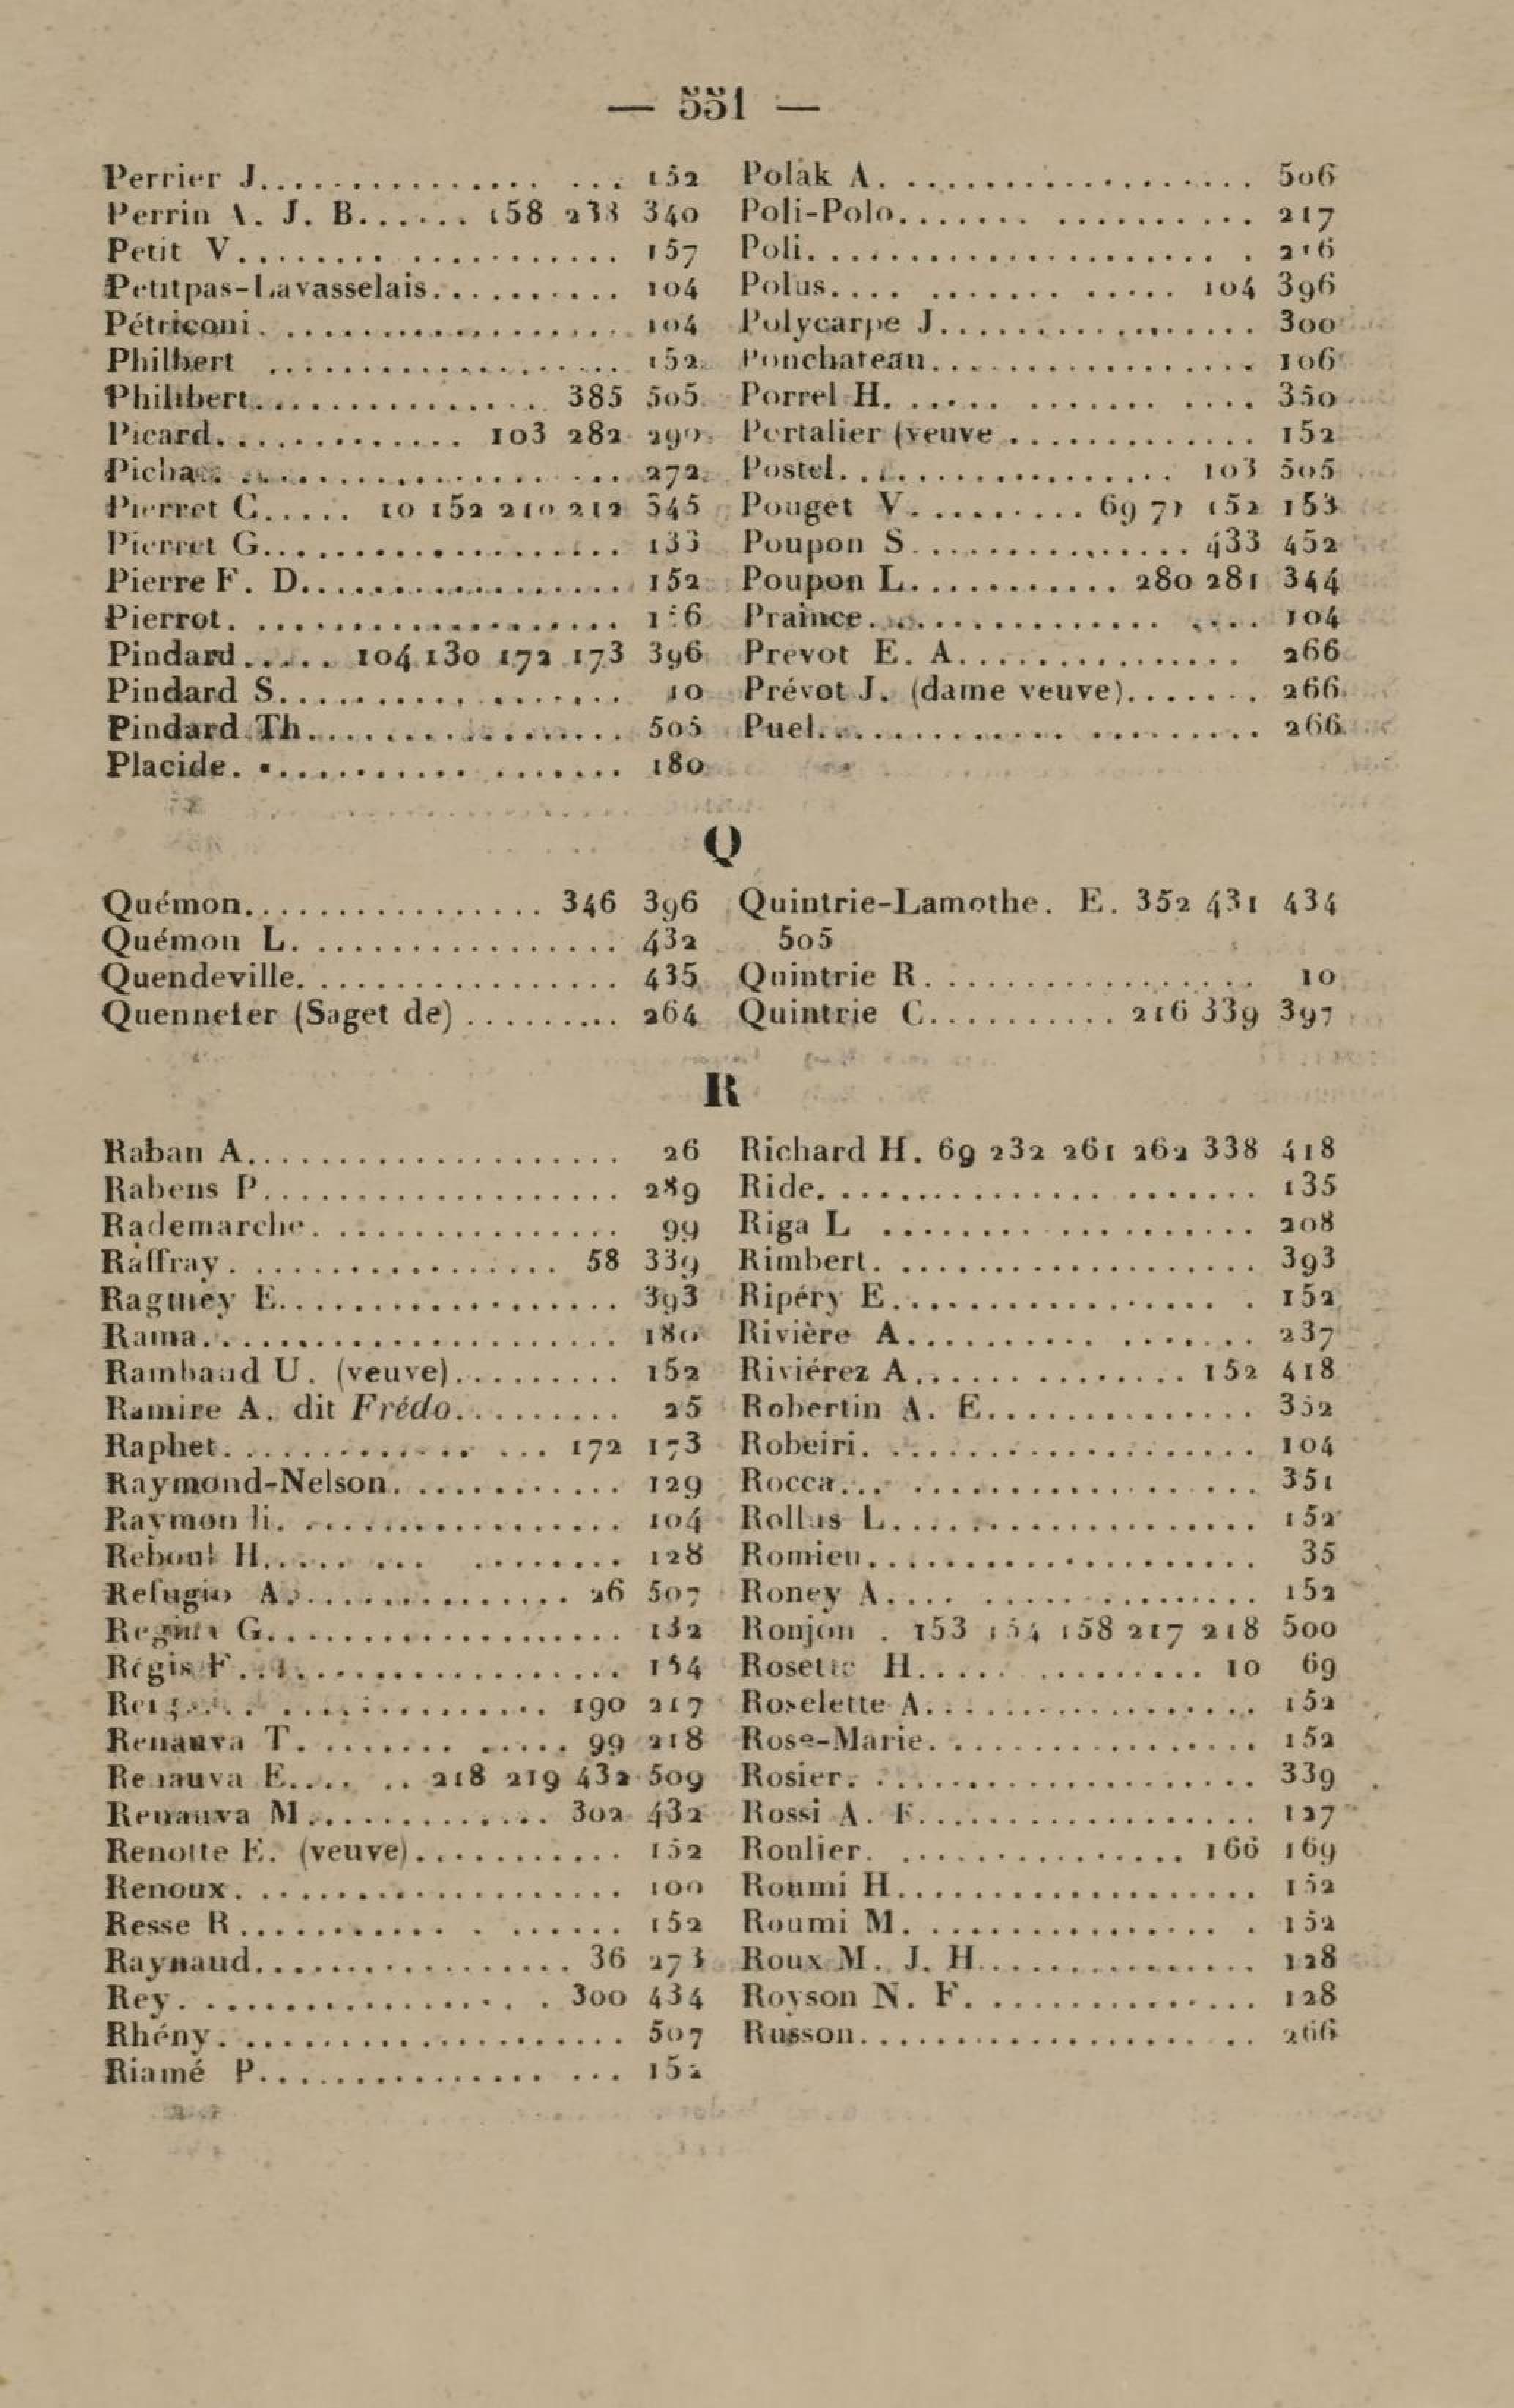 — 551 —
Perrier J.................. 152
Perrin A. J. B...... 158 238 340
Petit V.................... 157
Petitpas-Lavasselais........... 104
Pétriconi.................. 104
Philbert .................. 152
Philibert................ 385 505
Picard............. 103 282 290
.................. 272
Pierret C..... 10 152 210 212 345
Pierret G.................. 133
Pierre F. D................. 152
Pierrot.................... 
Pindard..... 104 130 172 173 396
Pindard S.................. 10
Pindard Th.................. 505
Placide.................... 180
Polak A.................... 506
Poli-Polo.................. 217
Poli...................... 216
Polus.................. 104 396
Polycarpe J................. 300
Ponchateau.................. 106
Porrel H................... 350
Portalier (veuve .............. 152
Postel.................. 103 505
Pouget V.......... 69 71 152 153
Poupon S................ 433 452
Poupon L............ 280 281 344
Praince.................... 104
Prevot E. A................ 266
Prévot J. (dame veuve)....... 266
Puel...................... 266
Q
Quémon................. 346 396
Quémon L.................. 432
Quendeville.................. 435
Quenneter (Saget de).......... 264
Quintrie-Lamothe. E. 352 431 434
505
Quintrie R.................. 10
Quintrie C........... 216 339 397
R
Raban A.................... 26
Rabens P.................... 289
Rademarche.................. 99
Raffray.................. 58 339
Raguiey E................... 393
Rama....................... 180
Rambaud U. (veuve).......... 152
Ramire A. dit Frédo.......... 25
Raphet.................. 172 173
Raymond-Nelson............. 129
Raymondi.................. 104
Reboul H.................. 128
Refugio A................ 26 507
G.................... 132
Régis F.................... 154
.................. 190 217
Renauva T............... 99 218
Renauva E...... 218 219 432 509
Renauva M.............. 302 432
Renotte E. (veuve)............ 152
Renoux..................... 100
Resse R................... 152
Raynaud.................. 36 273
Rey.................... 300 434
Rhény..................... 507
Riamé P................... 152
Richard H. 69 232 261 262 338 418
Ride....................... 135
Riga L .................... 208
Rimbert.................... 393
Ripéry E................... 152
Rivière A................... 237
Riviérez A................ 152 418
Robertin A. E............... 352
Robeiri.................... 104
Rocca...................... 351
Rollus L.................... 152
Romieu.................... 35
Roney A................... 152
Ronjon . 153 154 158 217 218 500
Rosette H................ 10 69
Roselette A.................. 152
Rose-Marie.................. 152
Rosier...................... 339
Rossi A. F.................. 127
Roulier................. 166 169
Roumi H.................... 152
Roumi M.................... 152
Roux M. J. H................ 128
Royson N. F................ 128
Russon..................... 266